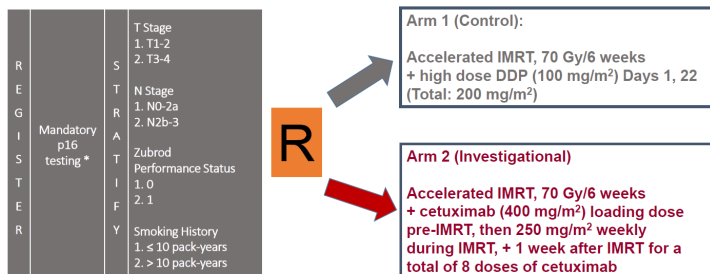 REGISTER
Mandatory
p16
testing *
STRATIFY
T Stage
1. T1-2
2. T3-4
N Stage
1. N0-2a
2. N2b-3
Zubrod
Performance Status
1. 0
2. 1
Smoking History
1. ≤ 10 pack-years
2. > 10 pack-years
R
Arm 1 (Control):
Accelerated IMRT, 70 Gy/6 weeks
+ high dose DDP (100 mg/m²) Days 1, 22
(Total: 200 mg/m²)
Arm 2 (Investigational)
Accelerated IMRT, 70 Gy/6 weeks
+ cetuximab (400 mg/m²) loading dose
pre-IMRT, then 250 mg/m² weekly
during IMRT, + 1 week after IMRT for a
total of 8 doses of cetuximab